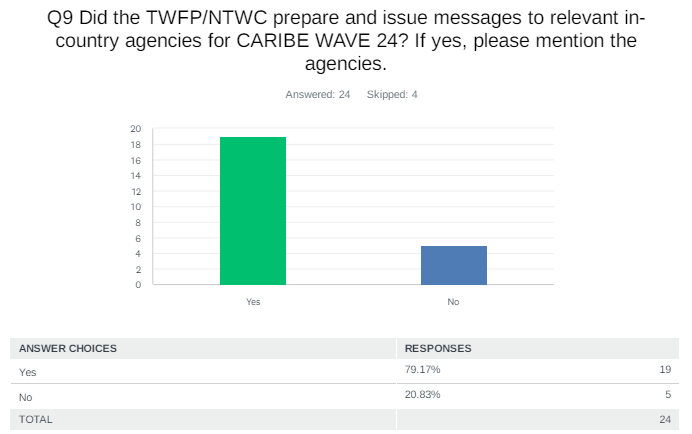 Q9 Did the TWFP/NTWC prepare and issue messages to relevant in-
country agencies for CARIBE WAVE 24? If yes, please mention the
agencies.
Answered: 24 Skipped: 4
20
18
16
14
12
10
8
6
4
2
0
Yes No
ANSWER CHOICES RESPONSES
Yes 79.17% 19
No 20.83% 5
TOTAL 24